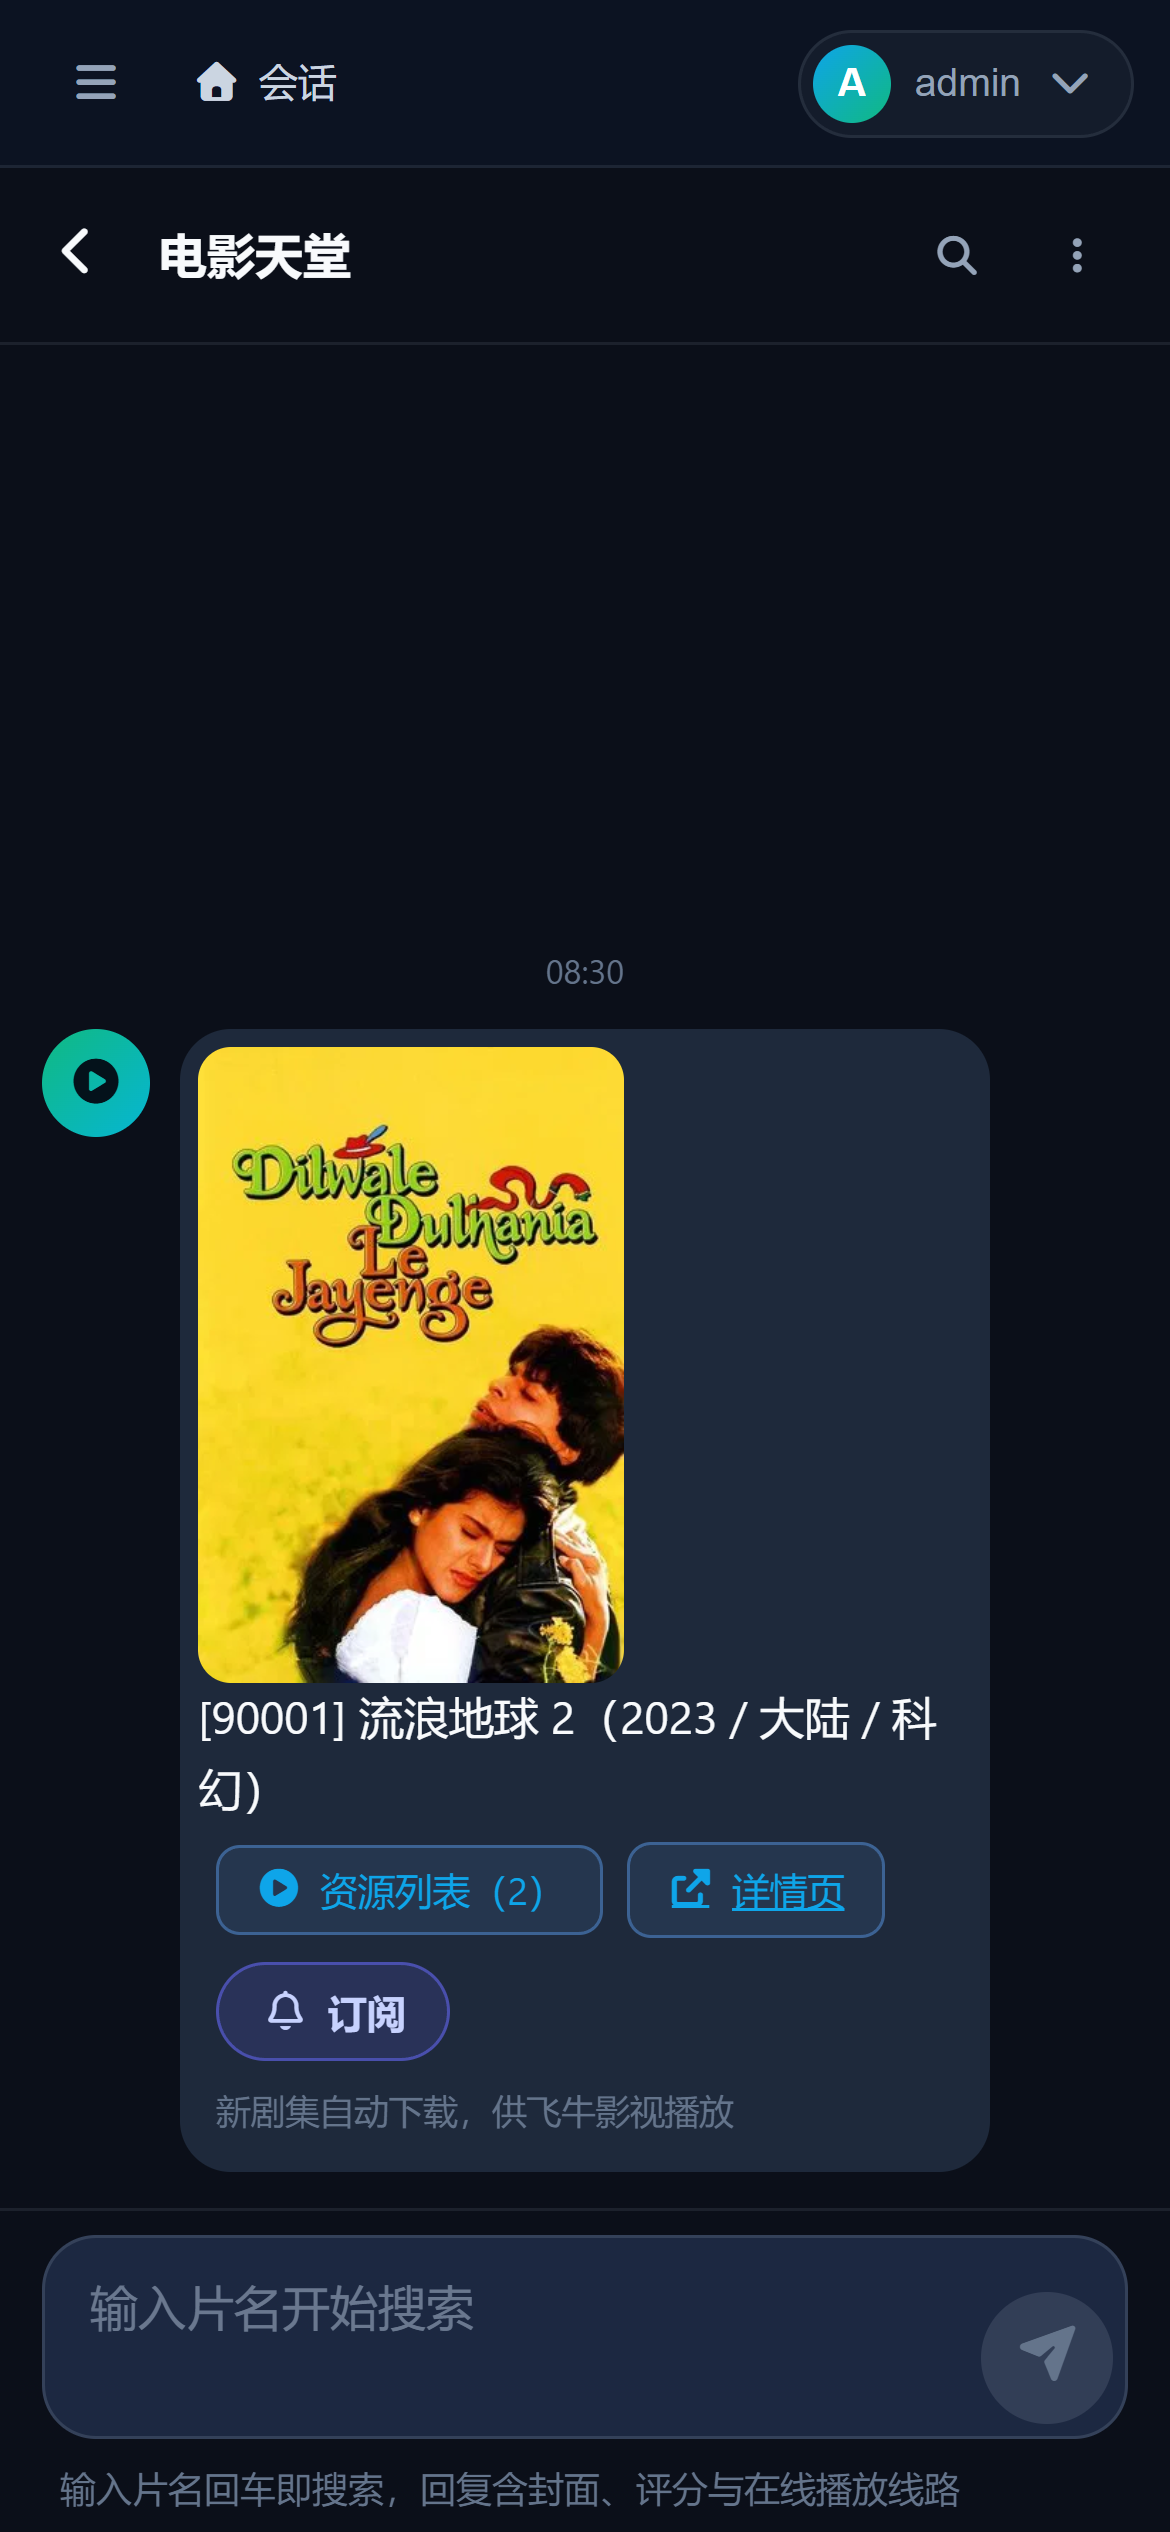 会话
A admin
电影天堂
08:30
Dilwale
Dulhania
Le
Jayenge
[90001] 流浪地球 2（2023 / 大陆 / 科
幻）
资源列表（2） 详情页
订阅
新剧集自动下载，供飞牛影视播放
输入片名开始搜索
输入片名回车即搜索，回复含封面、评分与在线播放线路